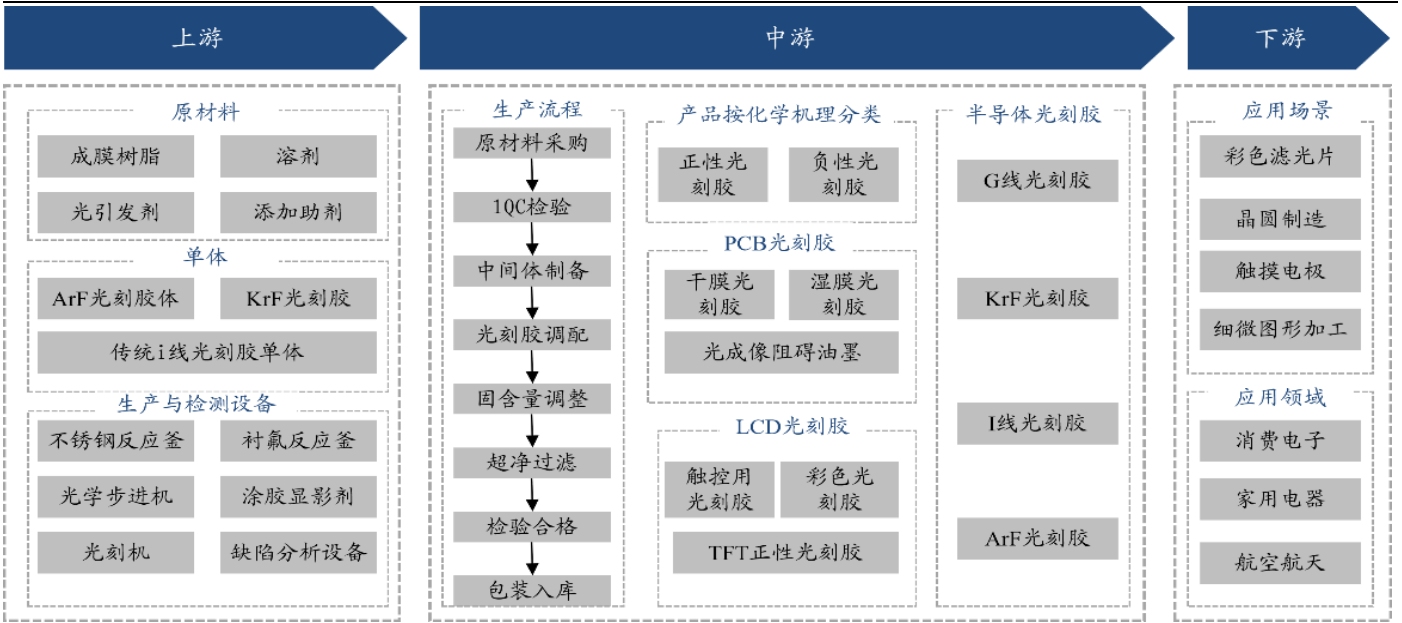 上游
中游
下游
原材料
成膜树脂
溶剂
光引发剂
添加助剂
单体
ArF光刻胶体
KrF光刻胶
传统i线光刻胶单体
生产与检测设备
不锈钢反应釜
衬氟反应釜
光学步进机
涂胶显影剂
光刻机
缺陷分析设备
生产流程
原材料采购
1QC检验
中间体制备
光刻胶调配
固含量调整
超净过滤
检验合格
包装入库
产品按化学机理分类
正性光
刻胶
负性光
刻胶
PCB光刻胶
干膜光
刻胶
湿膜光
刻胶
光成像阻碍油墨
LCD光刻胶
触控用
光刻胶
彩色光
刻胶
TFT正性光刻胶
半导体光刻胶
G线光刻胶
KrF光刻胶
I线光刻胶
ArF光刻胶
应用场景
彩色滤光片
晶圆制造
触摸电极
细微图形加工
应用领域
消费电子
家用电器
航空航天